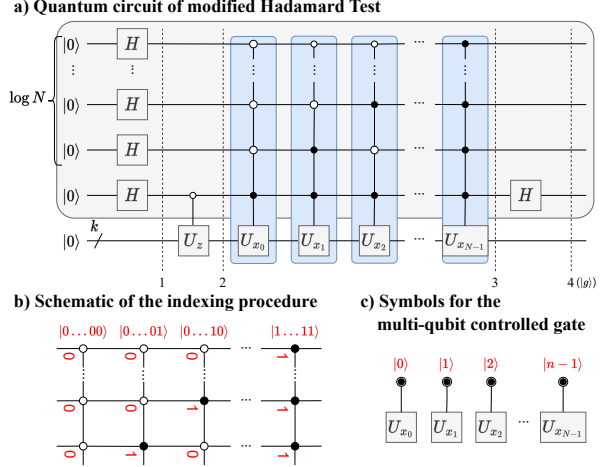 a) Quantum circuit of modified Hadamard Test
|0⟩ H ...
⋮ ⋮
log N
|0⟩ H ...
|0⟩ H ...
|0⟩ H ... H
k
|0⟩ U_z U_{x_0} U_{x_1} U_{x_2} ... U_{x_{N-1}}
1 2 3 4 (|g⟩)
b) Schematic of the indexing procedure
|0...00⟩ |0...01⟩ |0...10⟩ |1...11⟩
0 0 0 ... 1
0 0 1 ... 1
0 1 0 ... 1
c) Symbols for the
multi-qubit controlled gate
|0⟩ |1⟩ |2⟩ |n − 1⟩
U_{x_0} U_{x_1} U_{x_2} ... U_{x_{N-1}}